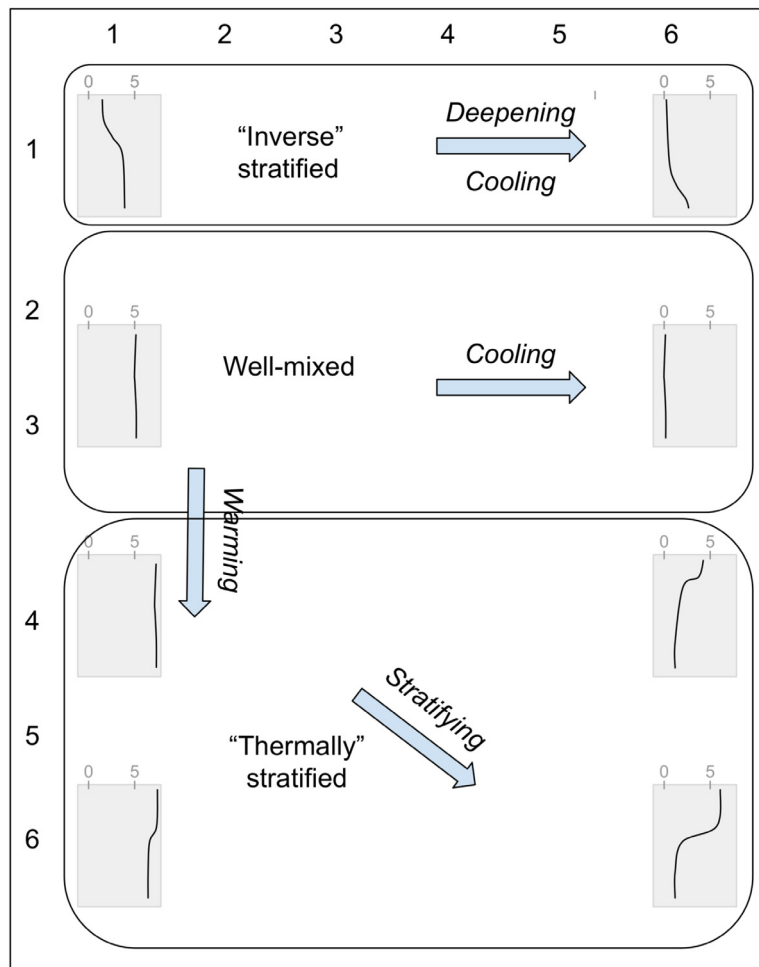 1 2 3 4 5 6
0 5
0 5
1
“Inverse”
stratified
Deepening
Cooling
2
0 5
0 5
Well-mixed
Cooling
3
Warming
0 5
0 5
4
Stratifying
5
“Thermally”
stratified
0 5
0 5
6